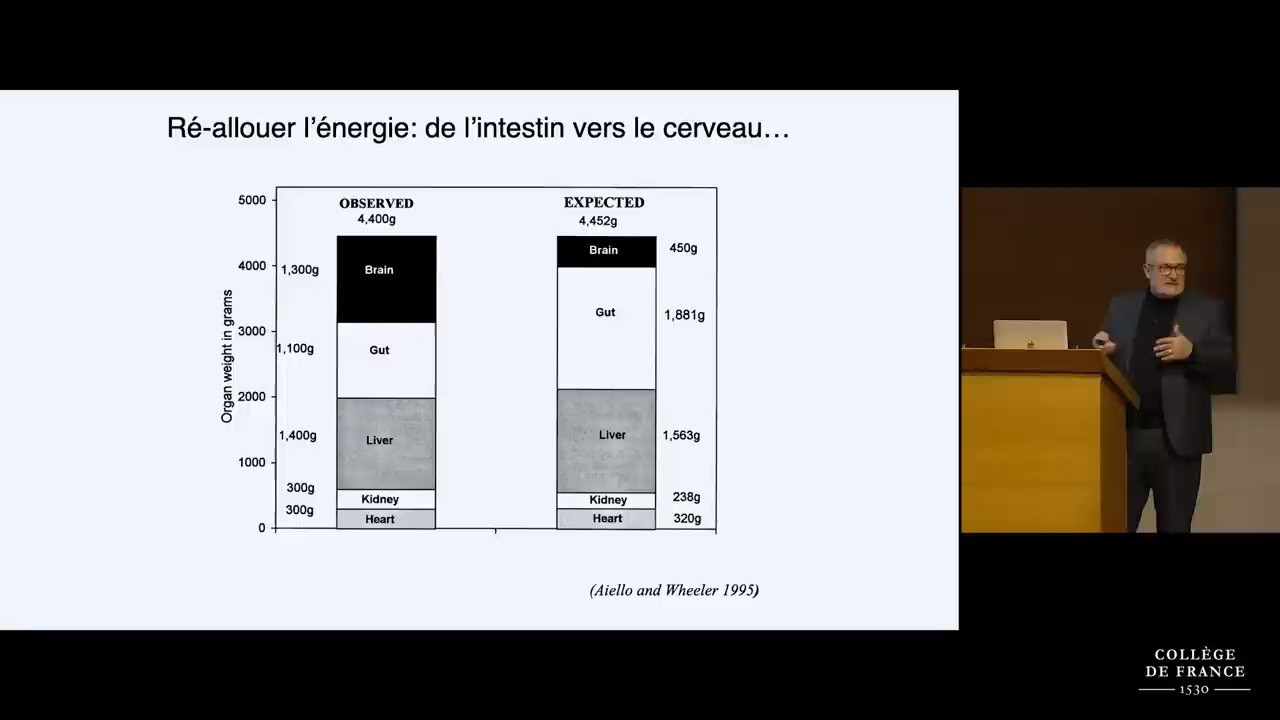 Ré-allouer l’énergie: de l’intestin vers le cerveau…
Organ weight in grams
5000
4000
3000
2000
1000
0
OBSERVED
4,400g
1,300g
Brain
1,100g
Gut
1,400g
Liver
300g
Kidney
300g
Heart
EXPECTED
4,452g
Brain
450g
Gut
1,881g
Liver
1,563g
Kidney
238g
Heart
320g
(Aiello and Wheeler 1995)
COLLÈGE
DE FRANCE
1530